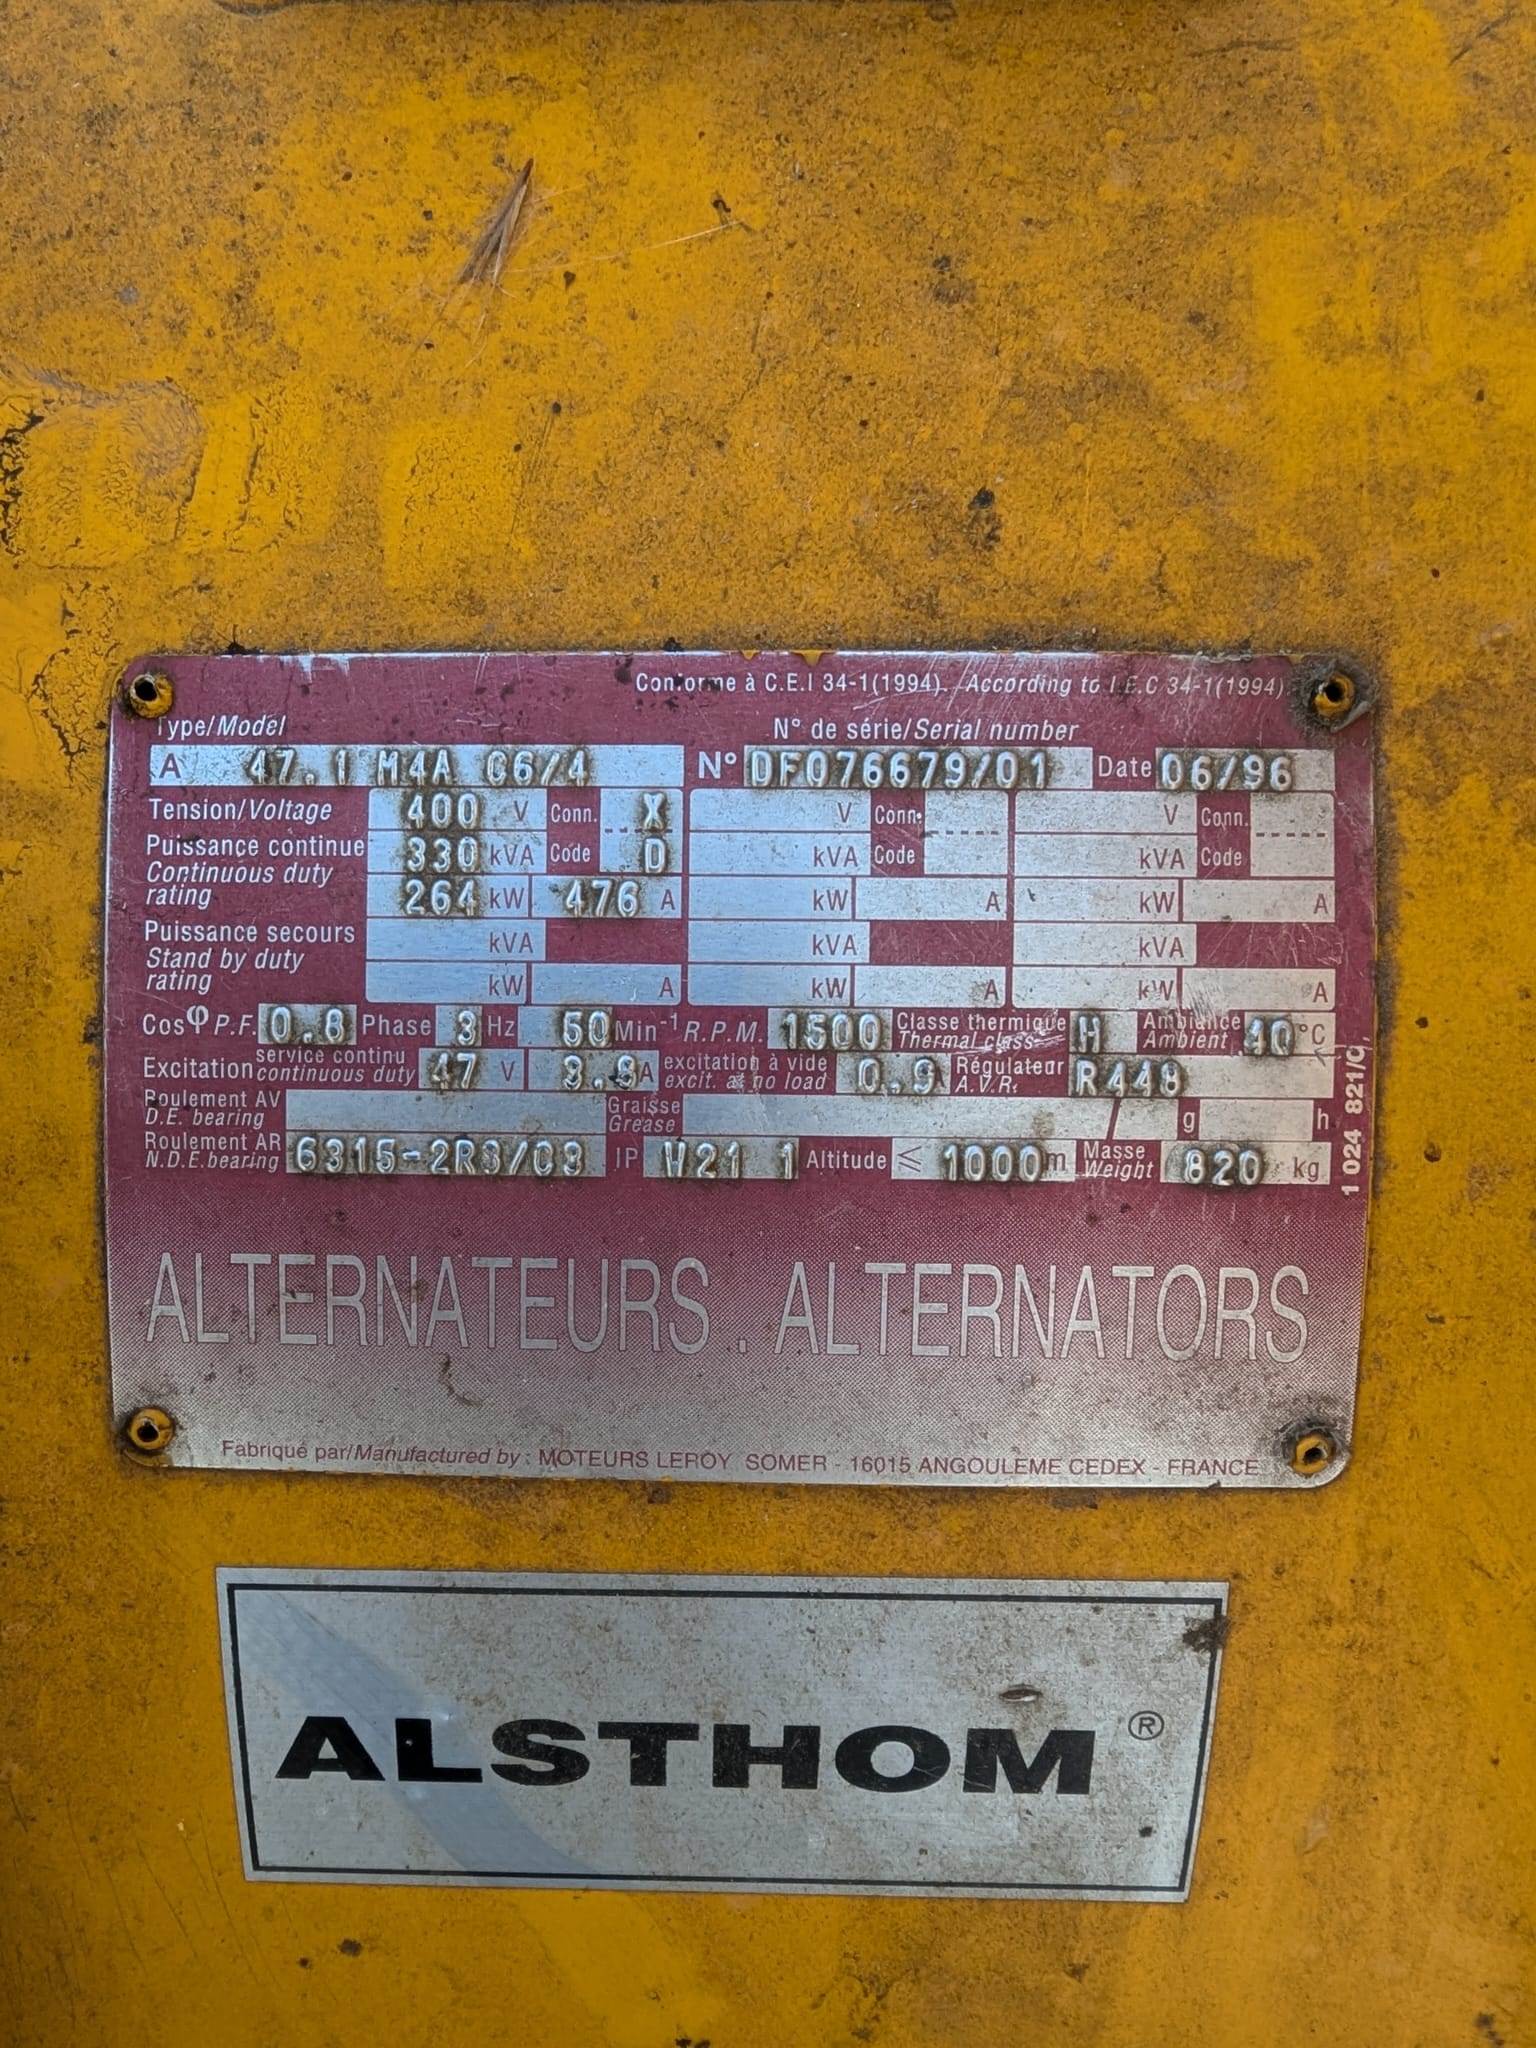 Conforme à C.E.I 34-1(1994). According to I.E.C 34-1(1994)
Type/Model N° de série/Serial number
A 47.1 M4A C6/4 N° DF076679/01 Date 06/96
Tension/Voltage 400 V Conn. X V Conn. V Conn.
Puissance continue 330 kVA Code D kVA Code kVA Code
Continuous duty
rating 264 kW 476 A kW A kW A
Puissance secours kVA kVA kVA
Stand by duty
rating kW A kW A kW A
Cos φ P.F. 0.8 Phase 3 Hz 50 Min-1 R.P.M. 1500 Classe thermique H Ambiance °C
Thermal class Ambient
Excitation service continu 47 V A excitation à vide 0.9 A Régulateur R448
continuous duty excit. at no load A.V.R.
Roulement AV Graisse g h
D.E. bearing Grease
Roulement AR 6315-2RS/C3 IP 21 1 Altitude ≤ 1000 m Masse 820 kg
N.D.E. bearing Weight
1 024 821/C
ALTERNATEURS . ALTERNATORS
Fabriqué par/Manufactured by : MOTEURS LEROY SOMER - 16015 ANGOULEME CEDEX - FRANCE
ALSTHOM ®